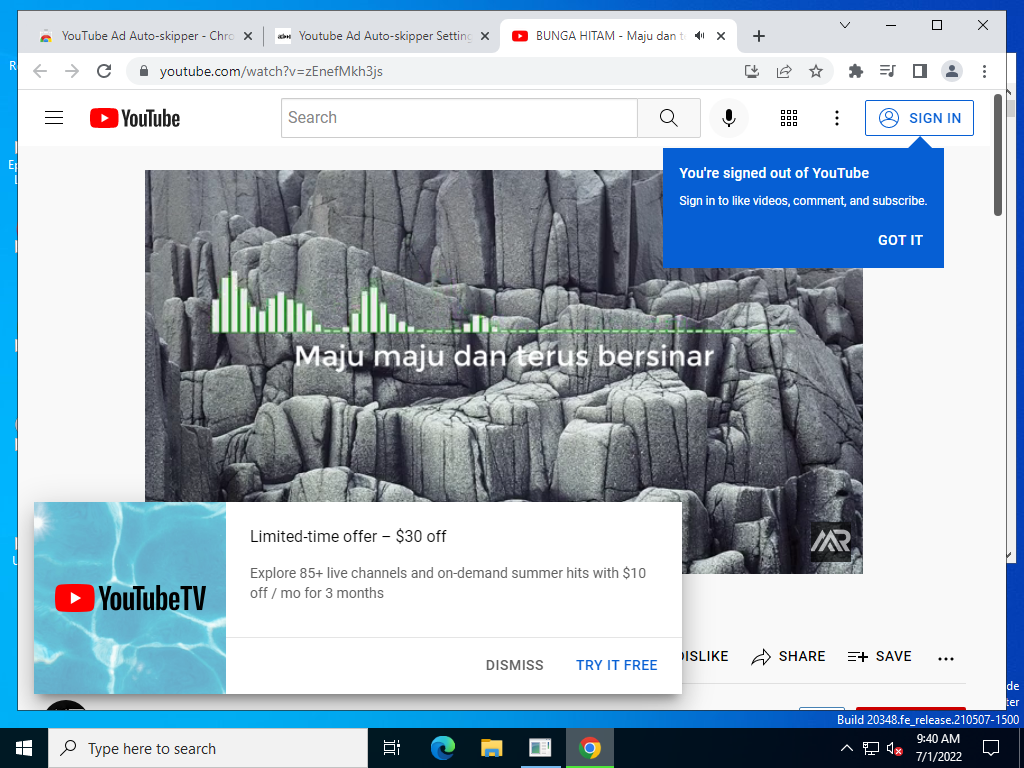 YouTube Ad Auto-skipper - Chro
Youtube Ad Auto-skipper Setting
BUNGA HITAM - Maju dan t
youtube.com/watch?v=zEnefMkh3js
YouTube
Search
SIGN IN
You're signed out of YouTube
Sign in to like videos, comment, and subscribe.
GOT IT
Maju maju dan terus bersinar
MR
Limited-time offer – $30 off
Explore 85+ live channels and on-demand summer hits with $10
off / mo for 3 months
YouTubeTV
DISMISS
TRY IT FREE
DISLIKE
SHARE
SAVE
Build 20348.fe_release.210507-1500
Type here to search
9:40 AM
7/1/2022